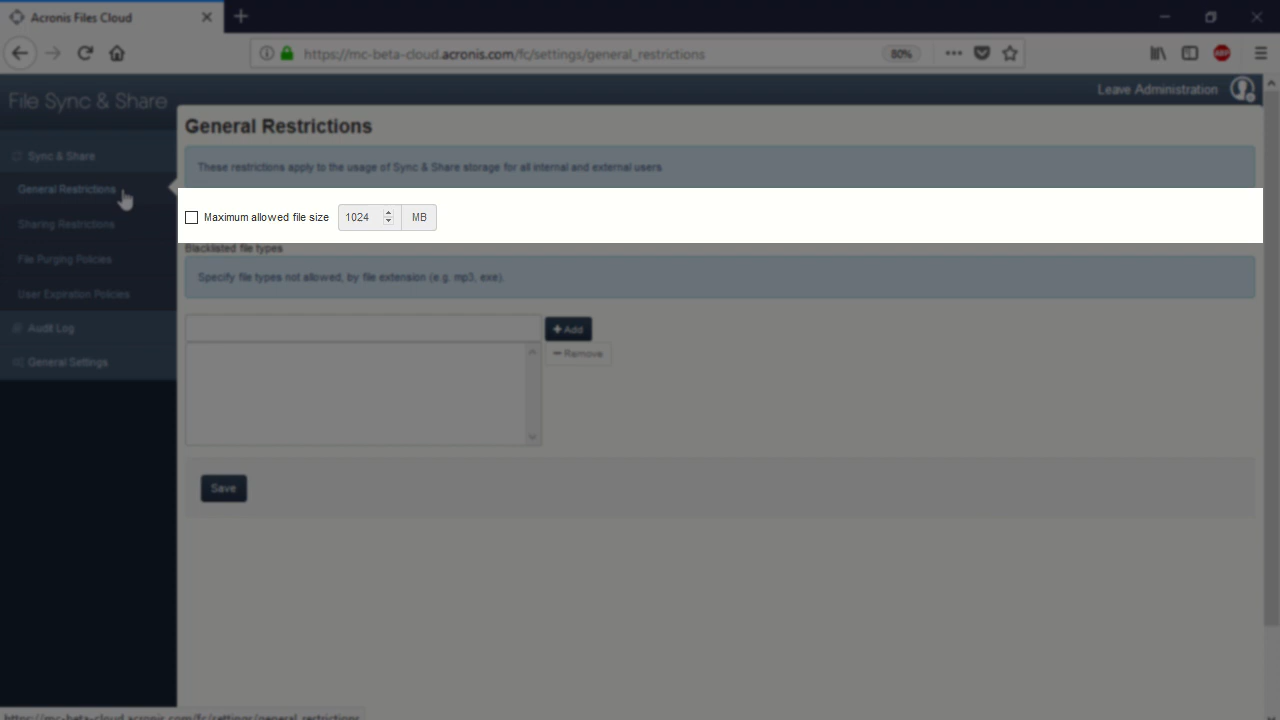 Acronis Files Cloud
https://mc-beta-cloud.acronis.com/fc/settings/general_restrictions
80%
ABP
File Sync & Share
Leave Administration
Sync & Share
General Restrictions
Sharing Restrictions
File Purging Policies
User Expiration Policies
Audit Log
General Settings
General Restrictions
These restrictions apply to the usage of Sync & Share storage for all internal and external users
Maximum allowed file size 1024 MB
Blacklisted file types
Specify file types not allowed, by file extension (e.g. mp3, exe).
Add
Remove
Save
https://mc-beta-cloud.acronis.com/fc/settings/general_restrictions